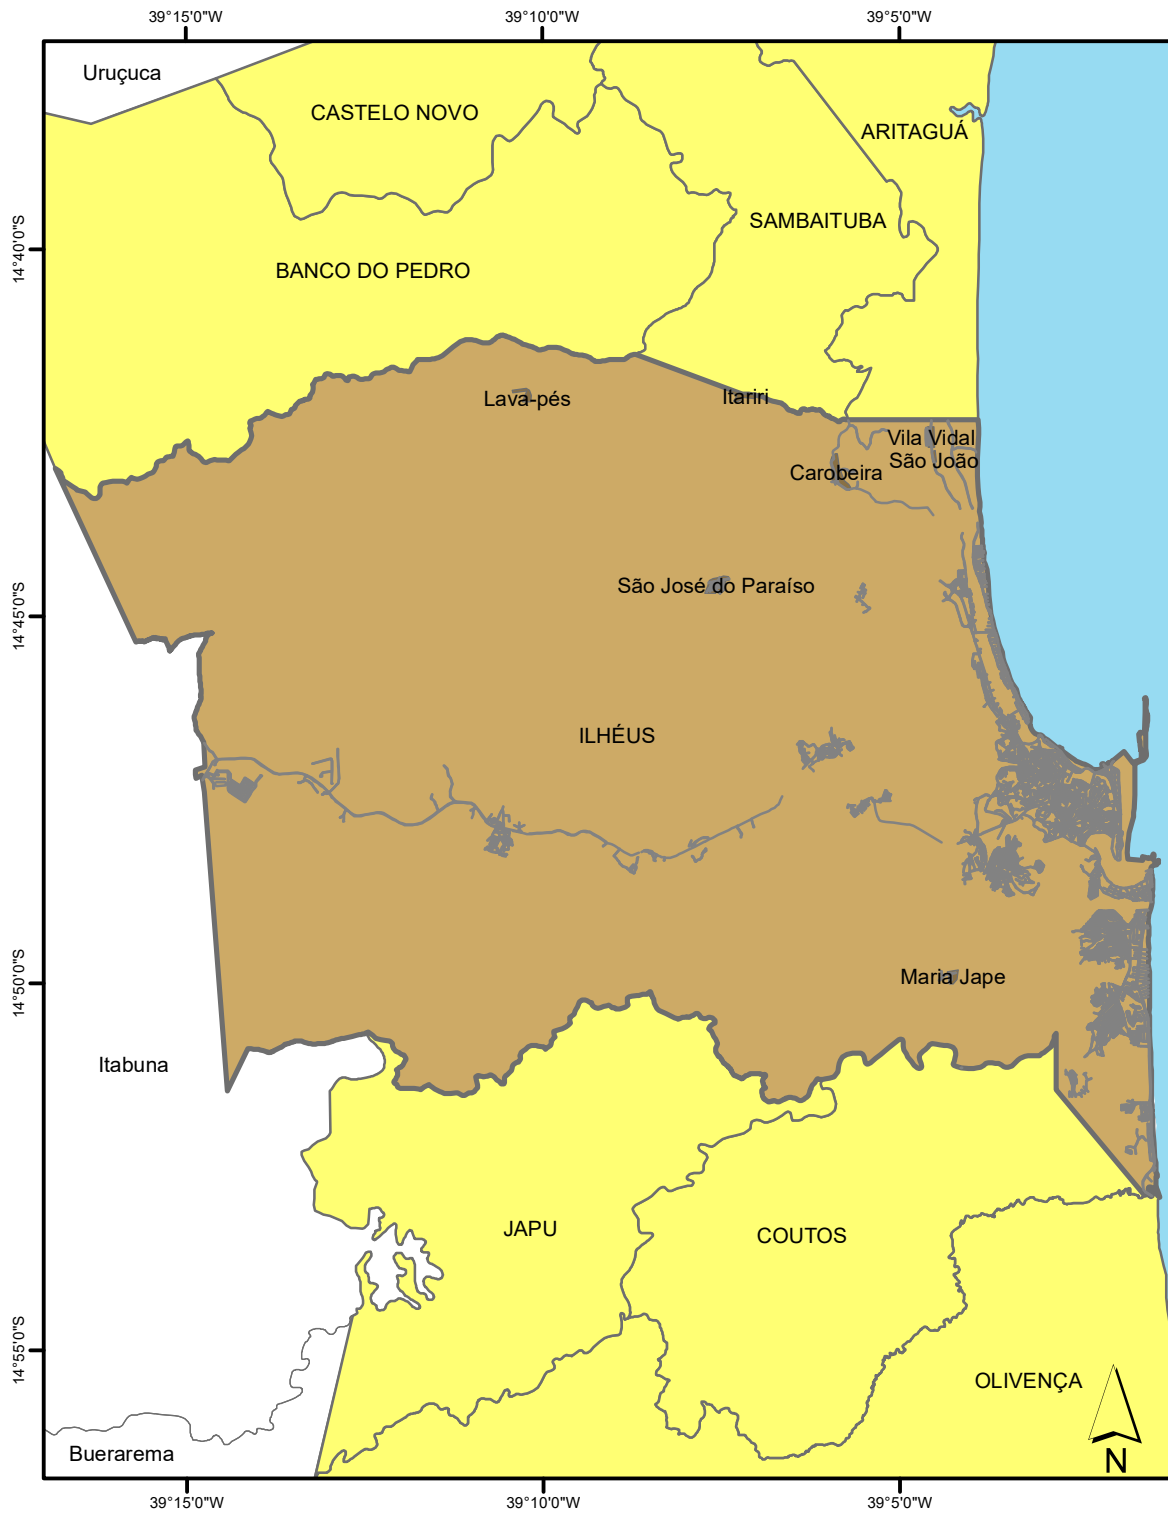 39°15'0"W
39°10'0"W
39°5'0"W
Uruçuca
CASTELO NOVO
ARITAGUÁ
SAMBAITUBA
14°40'0"S
BANCO DO PEDRO
Lava-pés
Itariri
Vila Vidal
São João
Carobeira
São José do Paraíso
14°45'0"S
ILHÉUS
Maria Jape
14°50'0"S
Itabuna
JAPU
COUTOS
14°55'0"S
OLIVENÇA
Buerarema
N
39°15'0"W
39°10'0"W
39°5'0"W